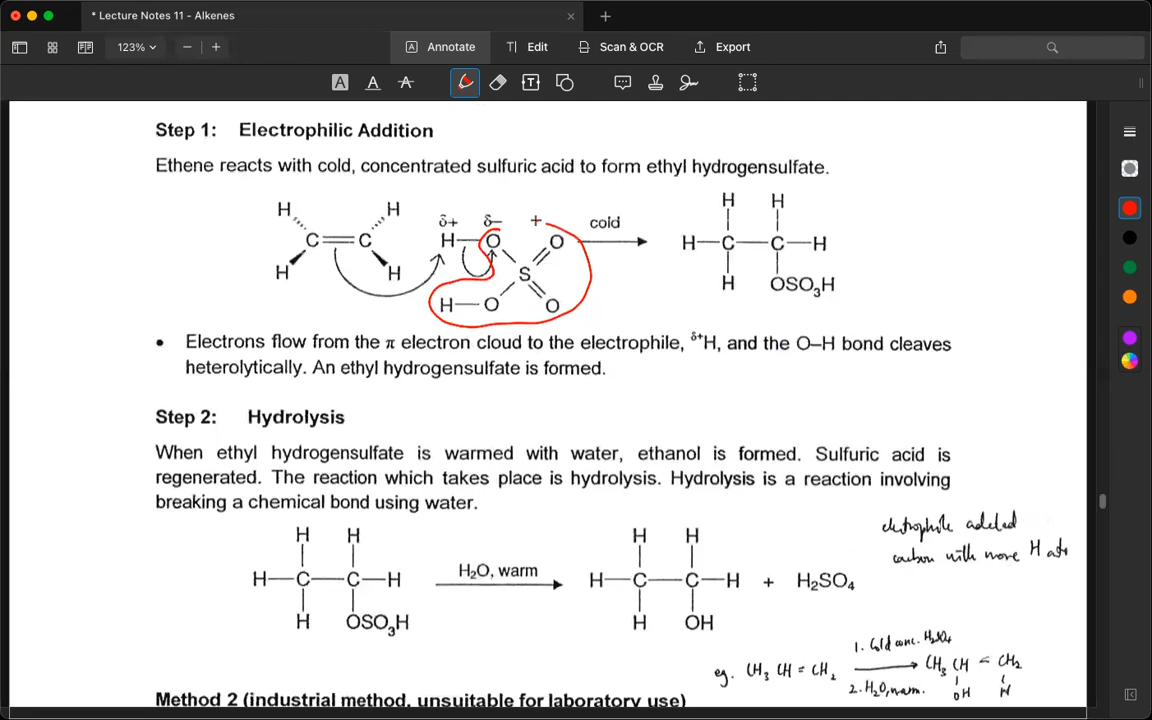 * Lecture Notes 11 - Alkenes
123%
Annotate
Edit
Scan & OCR
Export
Step 1: Electrophilic Addition
Ethene reacts with cold, concentrated sulfuric acid to form ethyl hydrogensulfate.
H H δ+ δ– + cold H H
C C H O O H C C H
H H S H OSO₃H
H O O
• Electrons flow from the π electron cloud to the electrophile, δ+H, and the O–H bond cleaves
heterolytically. An ethyl hydrogensulfate is formed.
Step 2: Hydrolysis
When ethyl hydrogensulfate is warmed with water, ethanol is formed. Sulfuric acid is
regenerated. The reaction which takes place is hydrolysis. Hydrolysis is a reaction involving
breaking a chemical bond using water.
electrophile added
carbon with more H
H H H H
H C C H H₂O, warm H C C H + H₂SO₄
H OSO₃H H OH
1. Cold conc. H₂SO₄
eg. CH₃ CH = CH₂ CH₃ CH – CH₂
2. H₂O, warm. OH H
Method 2 (industrial method, unsuitable for laboratory use)